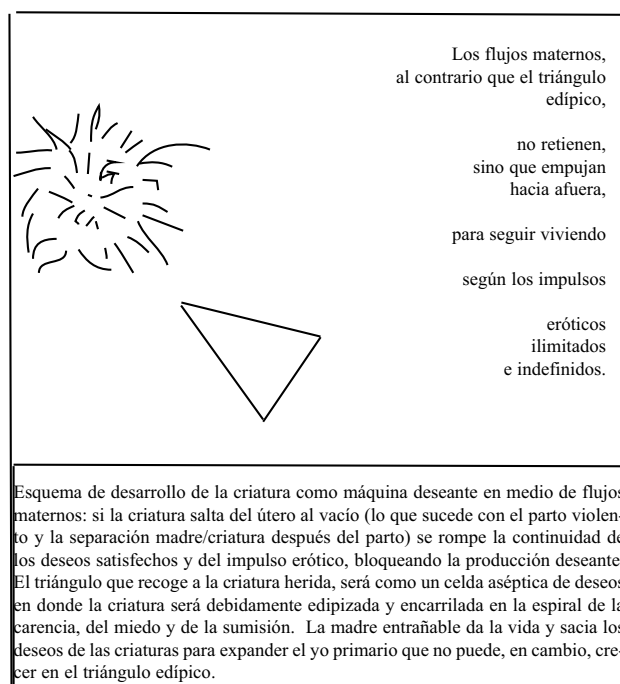 Los flujos maternos,
al contrario que el triángulo
edípico,
no retienen,
sino que empujan
hacia afuera,
para seguir viviendo
según los impulsos
eróticos
ilimitados
e indefinidos.
Esquema de desarrollo de la criatura como máquina deseante en medio de flujos
maternos: si la criatura salta del útero al vacío (lo que sucede con el parto violen-
to y la separación madre/criatura después del parto) se rompe la continuidad de
los deseos satisfechos y del impulso erótico, bloqueando la producción deseante.
El triángulo que recoge a la criatura herida, será como un celda aséptica de deseos
en donde la criatura será debidamente edipizada y encarrilada en la espiral de la
carencia, del miedo y de la sumisión. La madre entrañable da la vida y sacia los
deseos de las criaturas para expander el yo primario que no puede, en cambio, cre-
cer en el triángulo edípico.